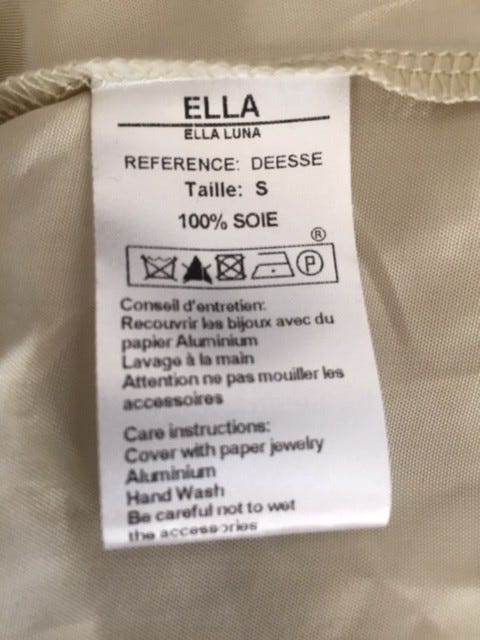 ELLA
ELLA LUNA
REFERENCE: DEESSE
Taille: S
100% SOIE
®
P
Conseil d'entretien:
Recouvrir les bijoux avec du
papier Aluminium
Lavage à la main
Attention ne pas mouiller les
accessoires
Care instructions:
Cover with paper jewelry
Aluminium
Hand Wash
Be careful not to wet
the accessories